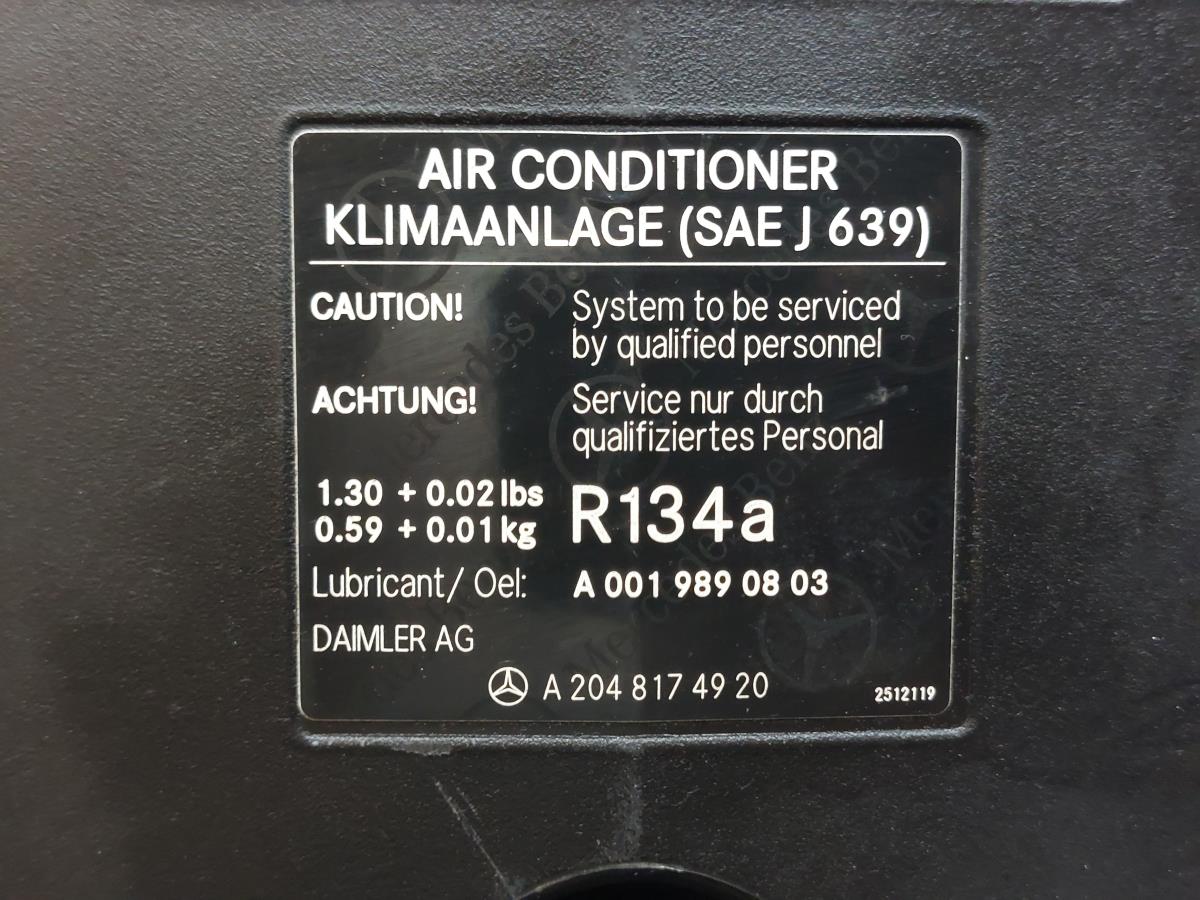 AIR CONDITIONER
KLIMAANLAGE (SAE J 639)
CAUTION! System to be serviced
by qualified personnel
ACHTUNG! Service nur durch
qualifiziertes Personal
1.30 + 0.02 lbs
0.59 + 0.01 kg R134a
Lubricant/ Oel: A 001 989 08 03
DAIMLER AG
A 204 817 49 20 2512119